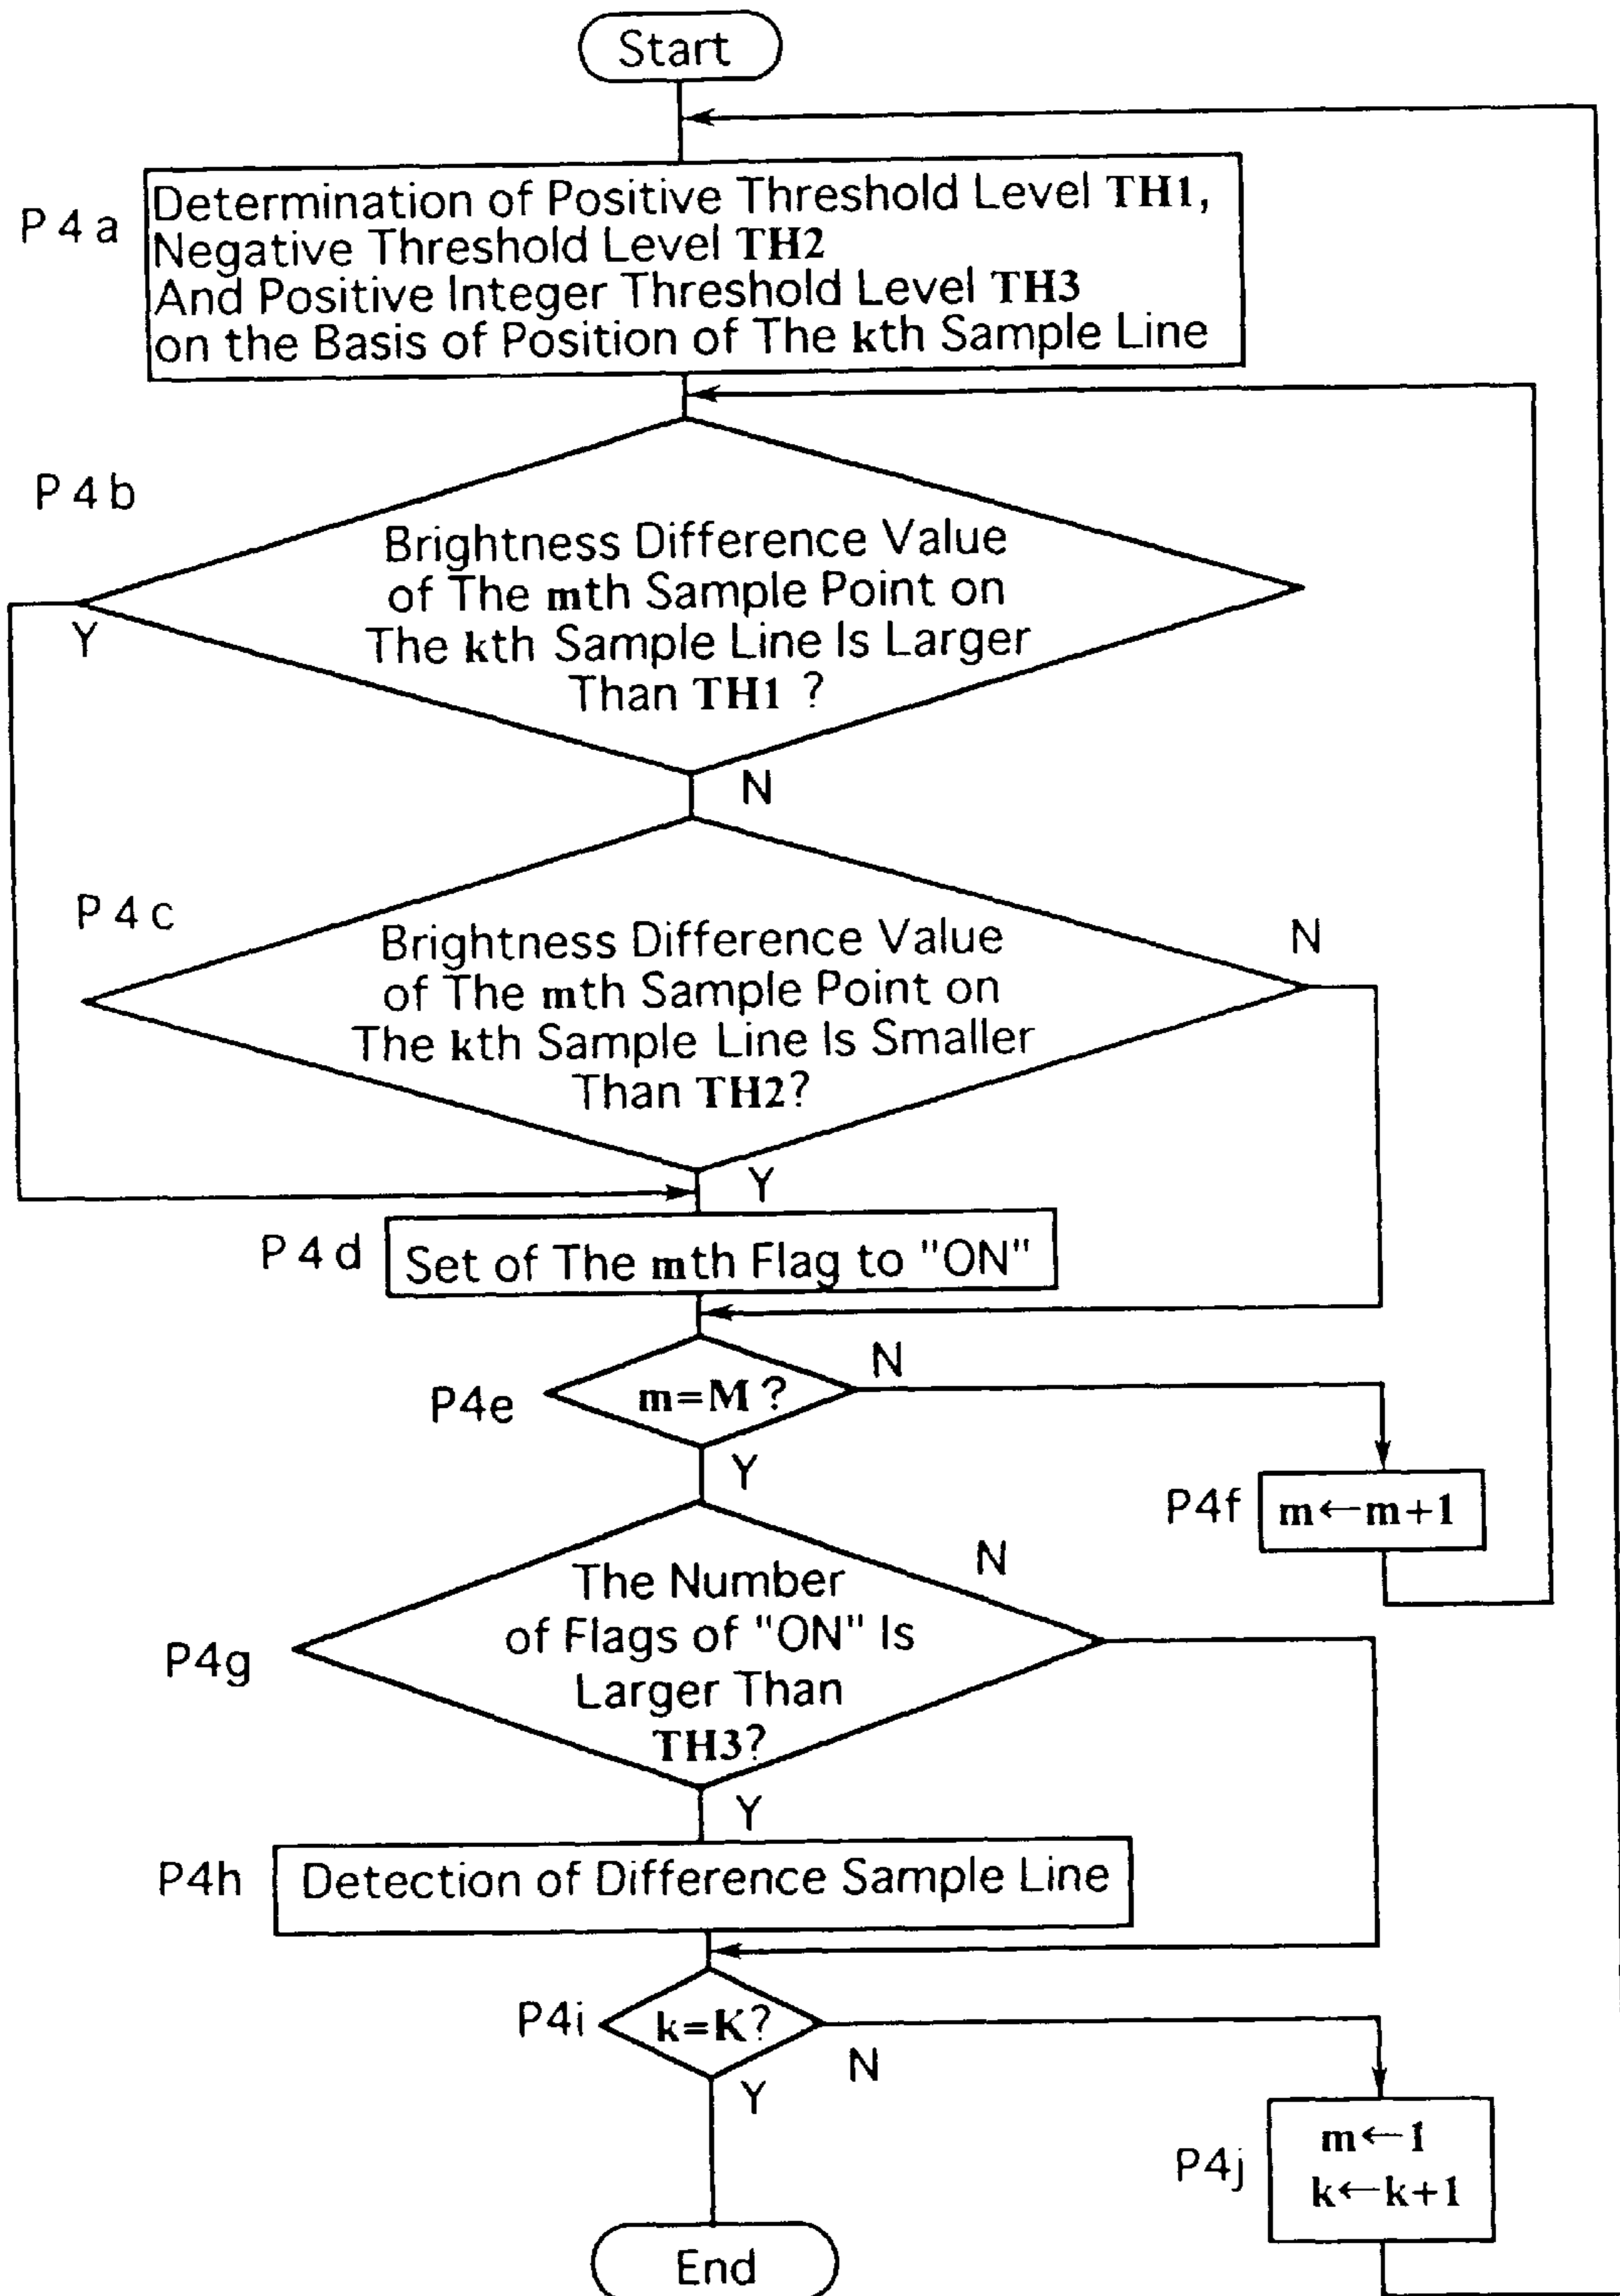 Start
P4a
Determination of Positive Threshold Level TH1,
Negative Threshold Level TH2
And Positive Integer Threshold Level TH3
on the Basis of Position of The kth Sample Line
P4b
Brightness Difference Value
of The mth Sample Point on
The kth Sample Line Is Larger
Than TH1 ?
Y
N
P4c
Brightness Difference Value
of The mth Sample Point on
The kth Sample Line Is Smaller
Than TH2?
N
Y
P4d
Set of The mth Flag to "ON"
P4e
m=M?
N
Y
P4f
m←m+1
P4g
The Number
of Flags of "ON" Is
Larger Than
TH3?
N
Y
P4h
Detection of Difference Sample Line
P4i
k=K?
N
Y
P4j
m←1
k←k+1
End